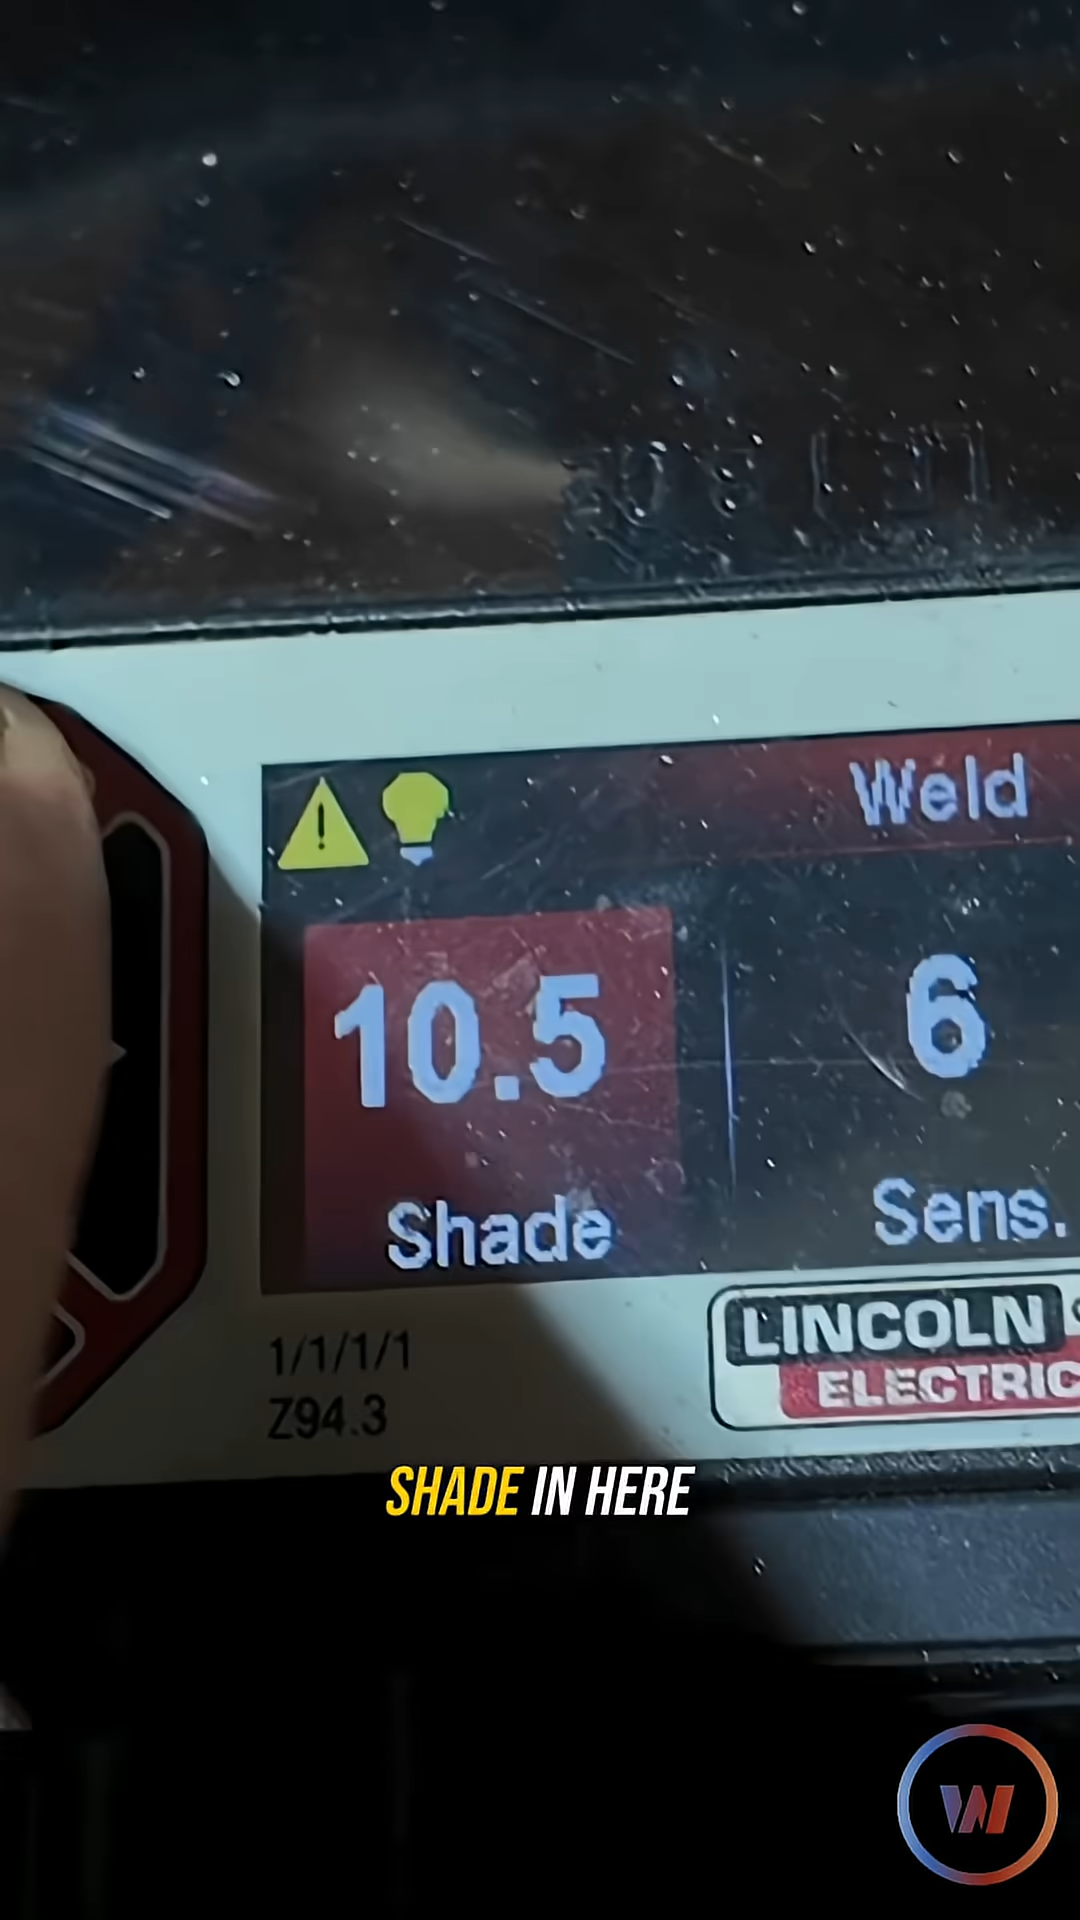 Weld
10.5
6
Shade
Sens.
1/1/1/1
Z94.3
LINCOLN
ELECTRIC
SHADE IN HERE
W